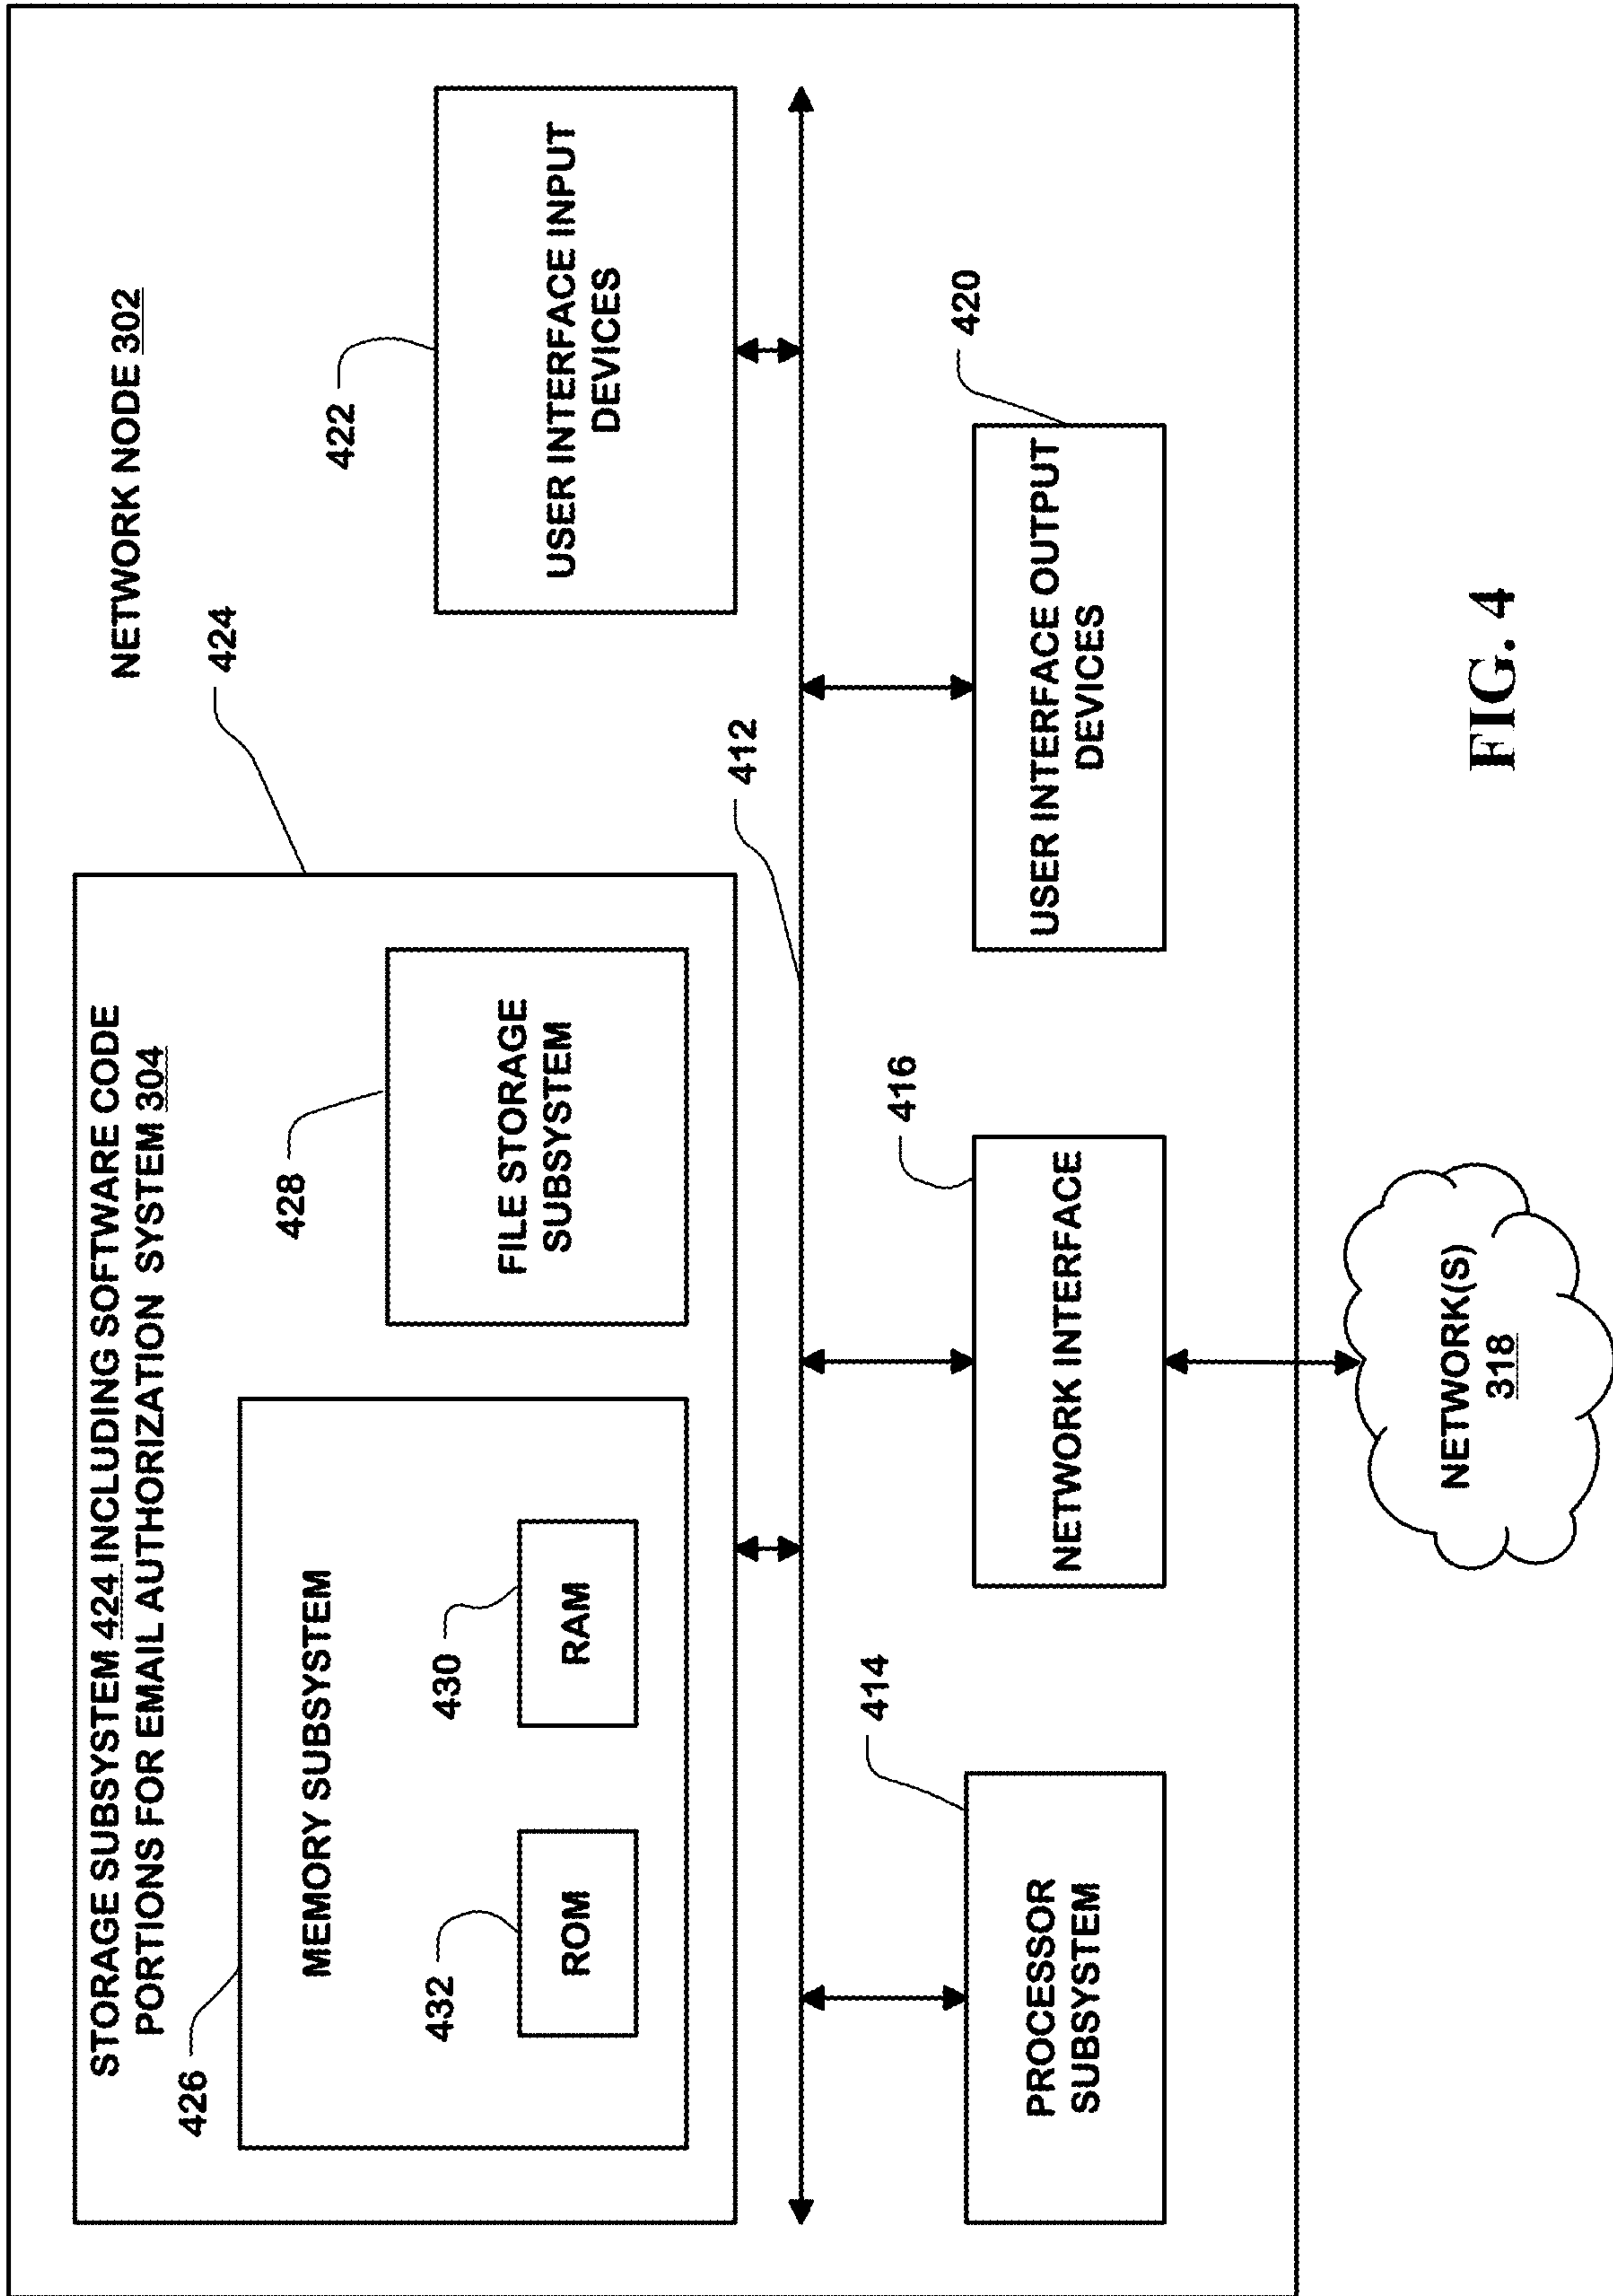 NETWORK NODE 302
STORAGE SUBSYSTEM 424 INCLUDING SOFTWARE CODE
PORTIONS FOR EMAIL AUTHORIZATION SYSTEM 304
424
426
MEMORY SUBSYSTEM
432
ROM
430
RAM
428
FILE STORAGE
SUBSYSTEM
422
USER INTERFACE INPUT
DEVICES
412
414
PROCESSOR
SUBSYSTEM
416
NETWORK INTERFACE
420
USER INTERFACE OUTPUT
DEVICES
NETWORK(S)
318
FIG. 4